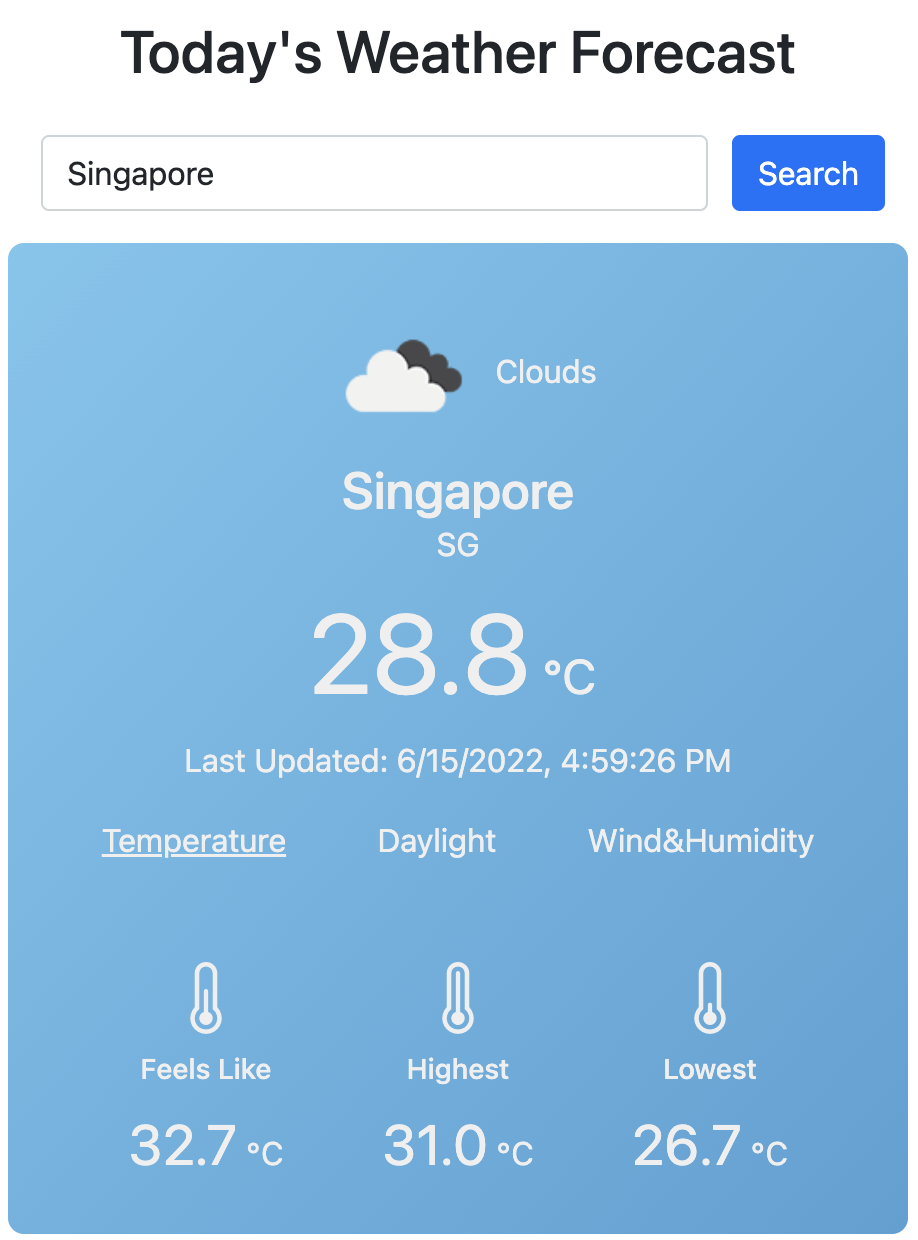 Today's Weather Forecast
Singapore Search
Clouds
Singapore
SG
28.8 °C
Last Updated: 6/15/2022, 4:59:26 PM
Temperature Daylight Wind&Humidity
Feels Like Highest Lowest
32.7 °C 31.0 °C 26.7 °C